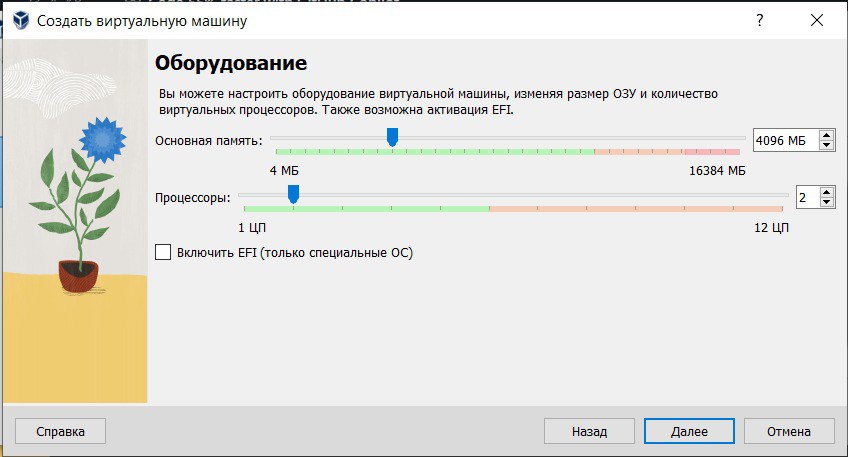 Создать виртуальную машину
?
Оборудование
Вы можете настроить оборудование виртуальной машины, изменяя размер ОЗУ и количество
виртуальных процессоров. Также возможна активация EFI.
Основная память:
4096 МБ
4 МБ
16384 МБ
Процессоры:
2
1 ЦП
12 ЦП
Включить EFI (только специальные ОС)
Справка
Назад
Далее
Отмена